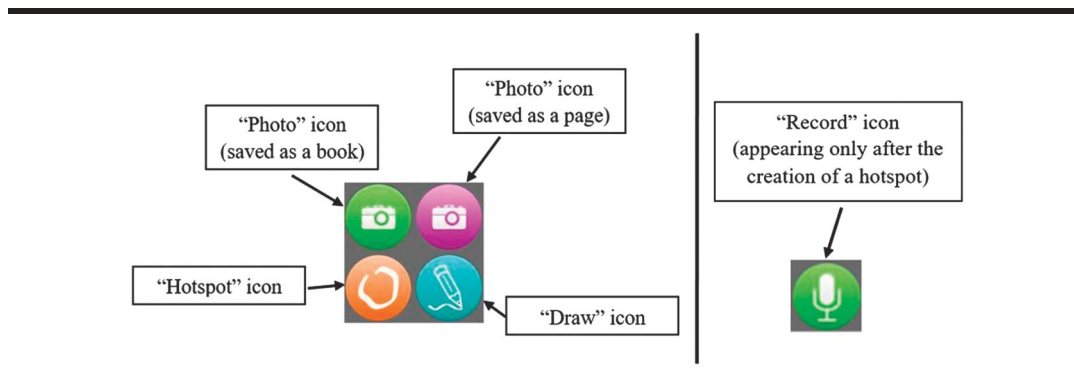 “Photo” icon
(saved as a book)
“Photo” icon
(saved as a page)
“Hotspot” icon
“Draw” icon
“Record” icon
(appearing only after the
creation of a hotspot)